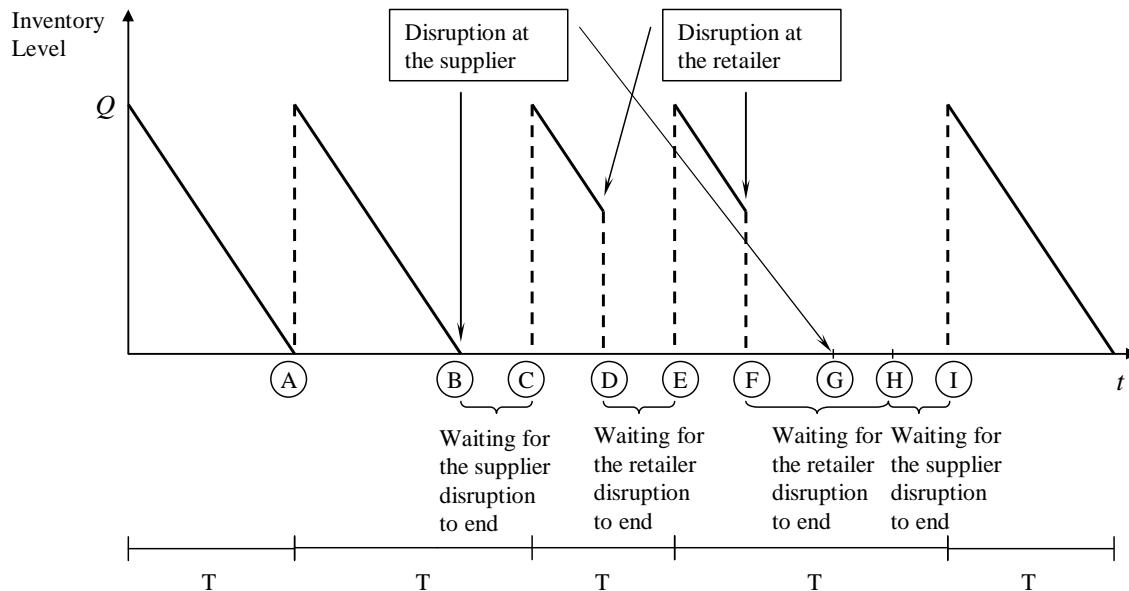 Inventory
Level
Disruption at
the supplier
Disruption at
the retailer
Q
A
B
C
D
E
F
G
H
I
t
Waiting for
the supplier
disruption
to end
Waiting for
the retailer
disruption
to end
Waiting for
the retailer
disruption
to end
Waiting for
the supplier
disruption
to end
T
T
T
T
T